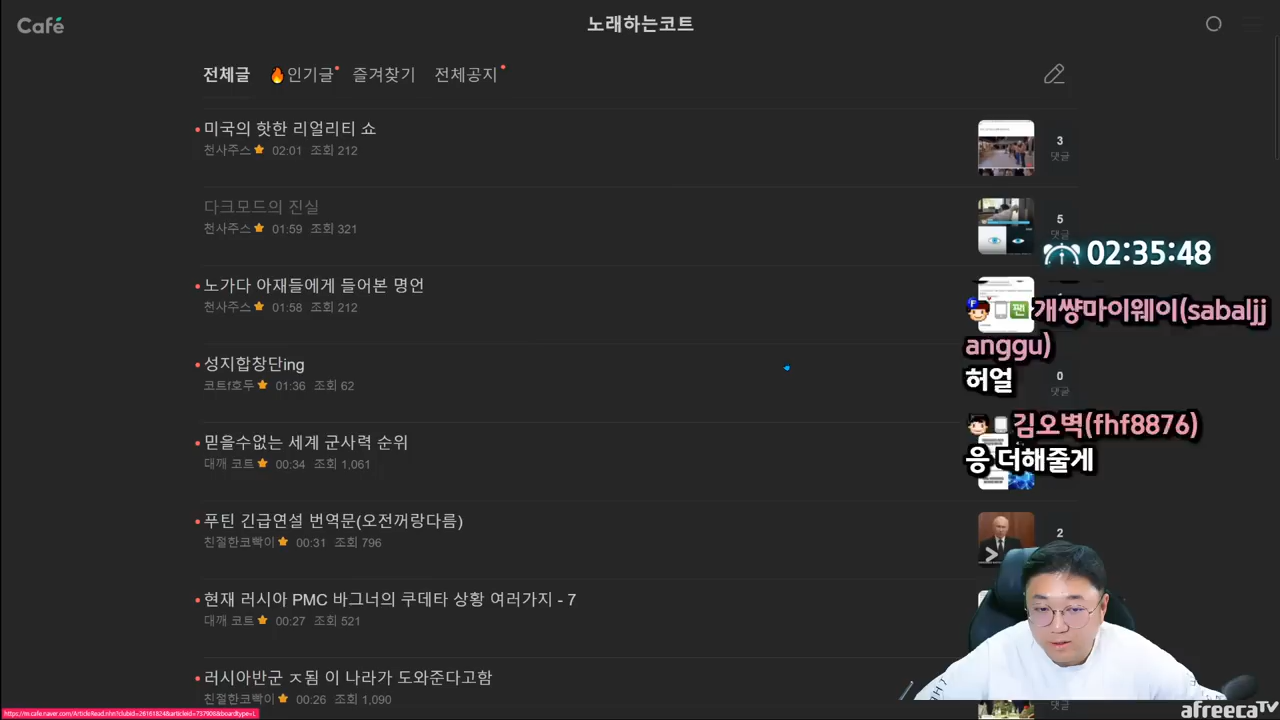 Café
노래하는코트
전체글
인기글
즐겨찾기
전체공지
미국의 핫한 리얼리티 쇼
천사주스 02:07 조회 212
3
댓글
다크모드의 진실
천사주스 조회 321
5
댓글
02:35:48
노가다 아재들에게 들어본 명언
천사주스 조회 212
개썅마이웨이(sabaljj
anggu)
허얼
성지합창단ing
코트f호두 01:36 조회 62
0
댓글
믿을수없는 세계 군사력 순위
대깨 코트 00:34 조회 1,061
김오벽(fhf8876)
응 더해줄게
푸틴 긴급연설 번역문(오전꺼랑다름)
친절한코빡이 00:31 조회 796
2
현재 러시아 PMC 바그너의 쿠데타 상황 여러가지 - 7
대깨 코트 00:27 조회 521
러시아반군 ㅈ됨 이 나라가 도와준다고함
친절한코빡이 00:26 조회 1,090
댓글
afreecaTV